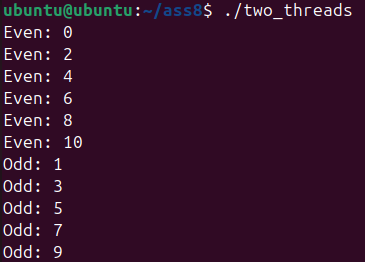 ubuntu@ubuntu:~/ass8$ ./two_threads
Even: 0
Even: 2
Even: 4
Even: 6
Even: 8
Even: 10
Odd: 1
Odd: 3
Odd: 5
Odd: 7
Odd: 9